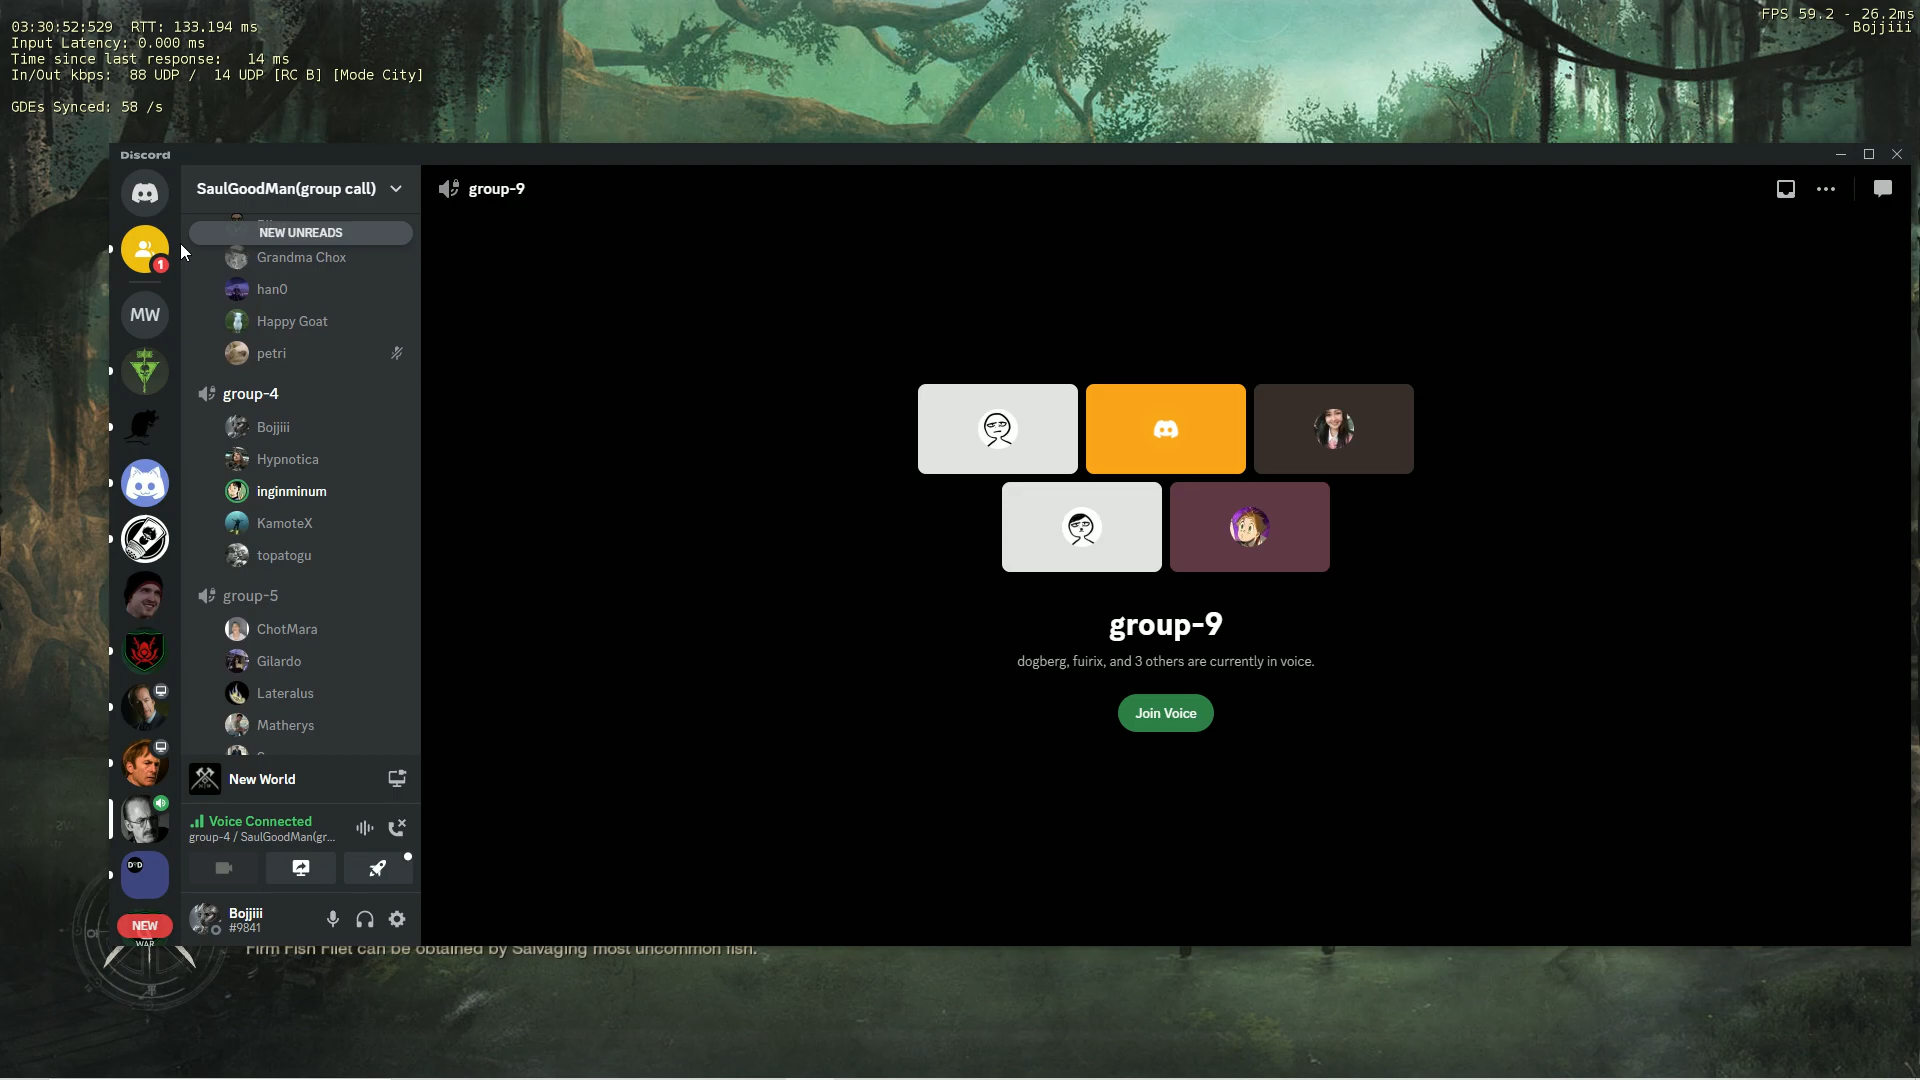 03:30:52:529 RTT: 133.194 ms
Input Latency: 0.000 ms
Time since last response: 14 ms
In/Out kbps: 88 UDP / 14 UDP [RC B] [Mode City]
GDEs Synced: 58 /s
FPS 59.2 - 26.2ms
Bojjiii
Discord
SaulGoodMan(group call)
group-9
NEW UNREADS
1
Grandma Chox
han0
MW
Happy Goat
petri
group-4
Bojjiii
Hypnotica
inginminum
KamoteX
topatogu
group-5
ChotMara
Gilardo
Lateralus
Matherys
group-9
dogberg, fuirix, and 3 others are currently in voice.
Join Voice
New World
Voice Connected
group-4 / SaulGoodMan(gr...
Bojjiii
#9841
NEW
WAR
Firm Fish Filet can be obtained by Salvaging most uncommon fish.